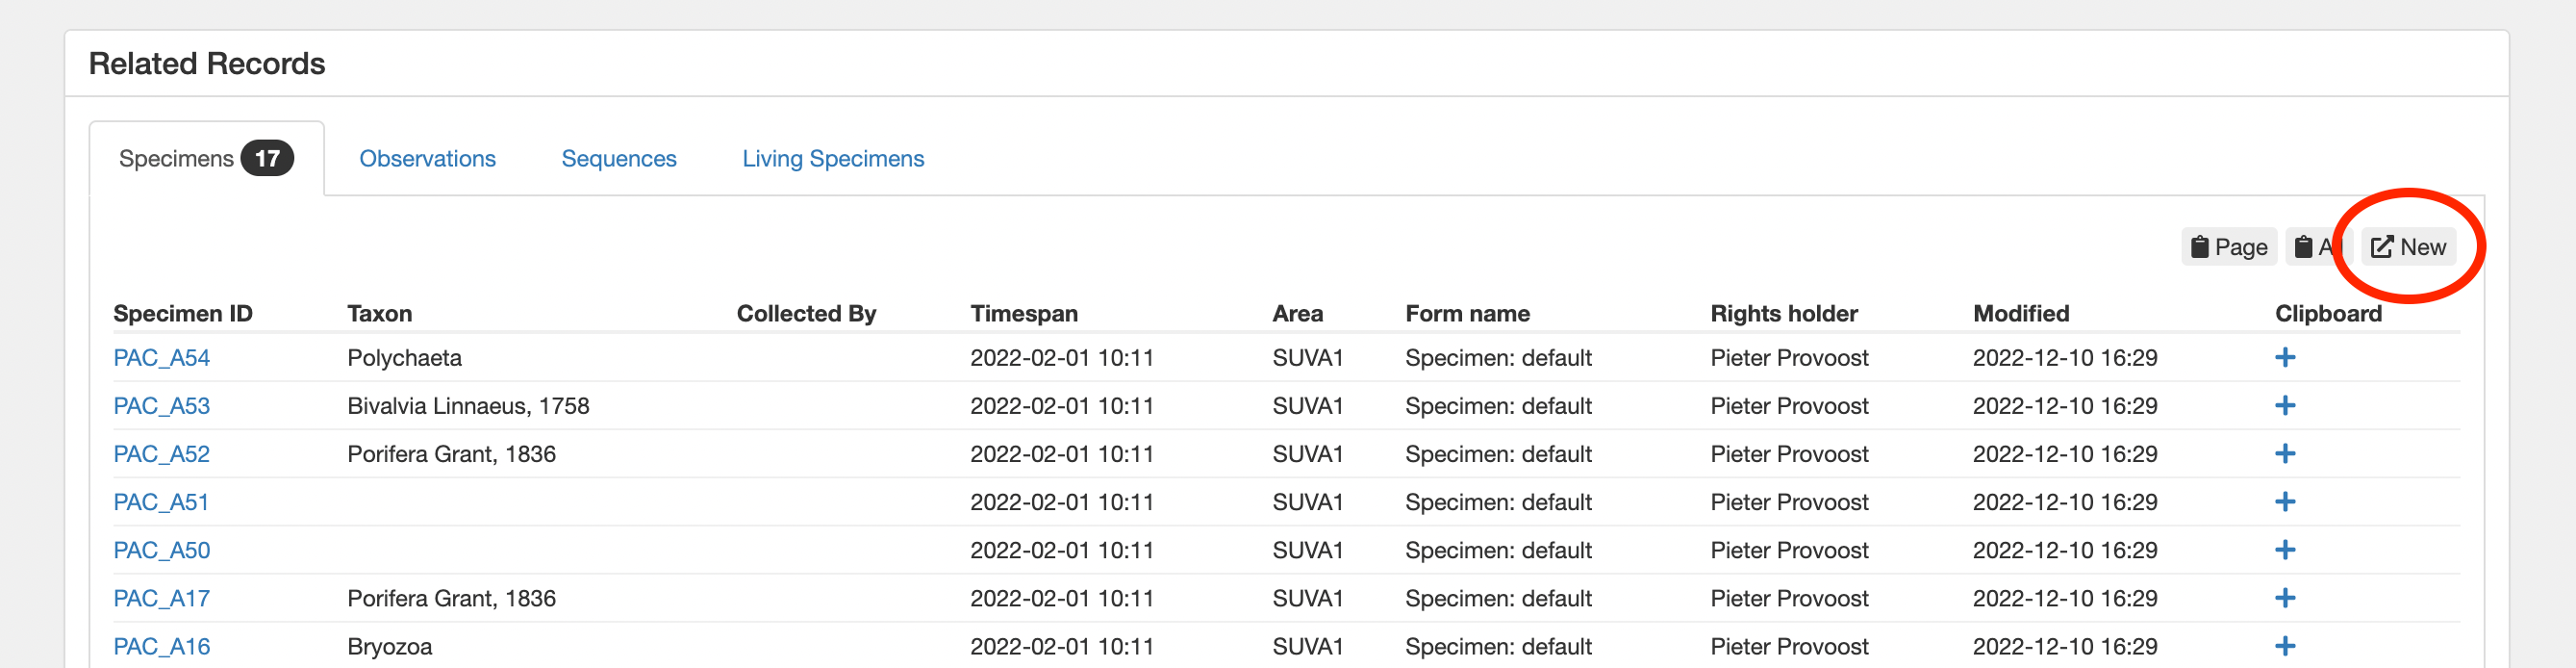 Related Records
Specimens 17 Observations Sequences Living Specimens
Page A New
Specimen ID Taxon Collected By Timespan Area Form name Rights holder Modified Clipboard
PAC_A54 Polychaeta 2022-02-01 10:11 SUVA1 Specimen: default Pieter Provoost 2022-12-10 16:29
PAC_A53 Bivalvia Linnaeus, 1758 2022-02-01 10:11 SUVA1 Specimen: default Pieter Provoost 2022-12-10 16:29
PAC_A52 Porifera Grant, 1836 2022-02-01 10:11 SUVA1 Specimen: default Pieter Provoost 2022-12-10 16:29
PAC_A51 2022-02-01 10:11 SUVA1 Specimen: default Pieter Provoost 2022-12-10 16:29
PAC_A50 2022-02-01 10:11 SUVA1 Specimen: default Pieter Provoost 2022-12-10 16:29
PAC_A17 Porifera Grant, 1836 2022-02-01 10:11 SUVA1 Specimen: default Pieter Provoost 2022-12-10 16:29
PAC_A16 Bryozoa 2022-02-01 10:11 SUVA1 Specimen: default Pieter Provoost 2022-12-10 16:29